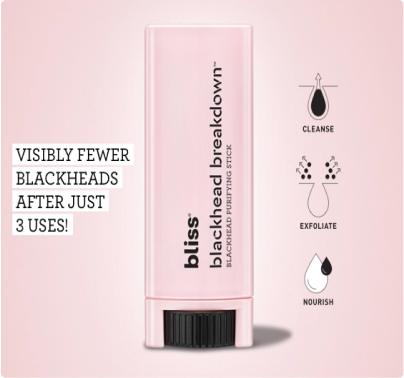 VISIBLY FEWER
BLACKHEADS
AFTER JUST
3 USES!
bliss®
blackhead breakdown™
BLACKHEAD PURIFYING STICK
CLEANSE
EXFOLIATE
NOURISH